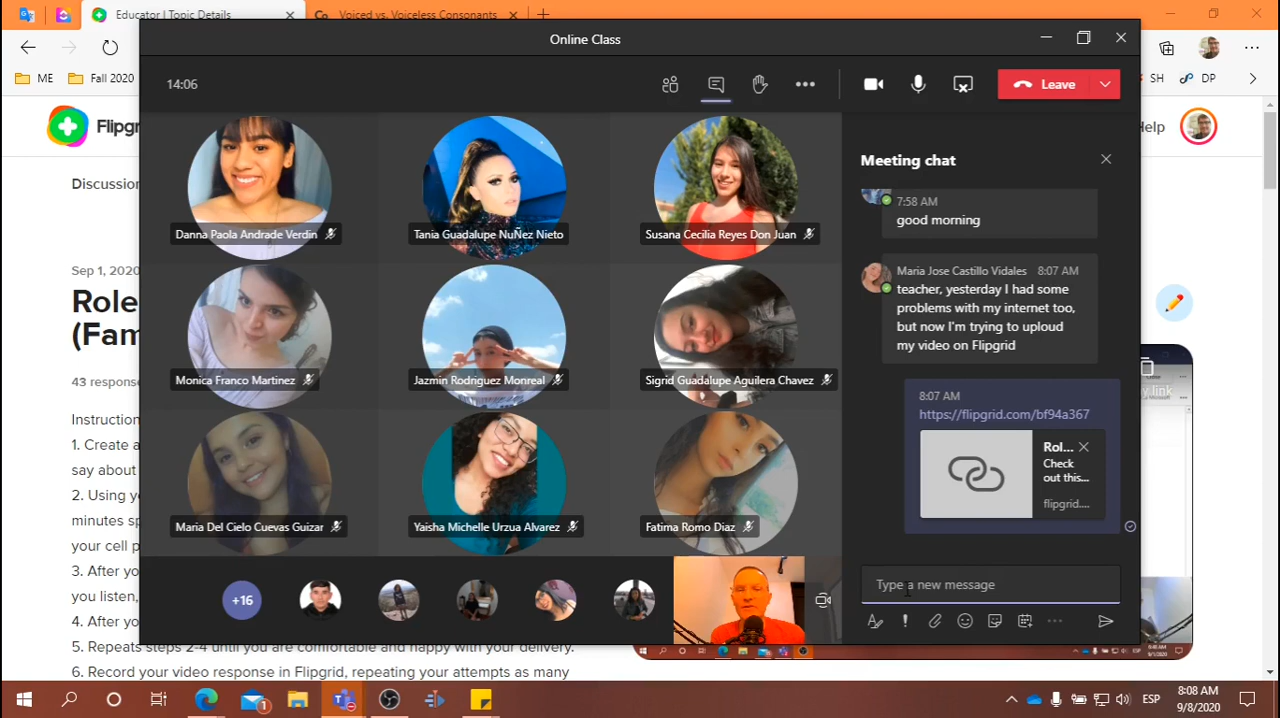 Educator | Topic Details
Voiced vs. Voiceless Consonants
ME
Fall 2020
SH
DP
Online Class
14:06
Leave
Flipgr
Help
Discussion
Sep 1, 2020
Role
(Fam
43 respons
Instruction
1. Create a
say about
2. Using yo
minutes sp
your cell p
3. After yo
you listen,
4. After yo
5. Repeats steps 2-4 until you are comfortable and happy with your delivery.
6. Record your video response in Flipgrid, repeating your attempts as many
Danna Paola Andrade Verdin
Tania Guadalupe NuÑez Nieto
Susana Cecilia Reyes Don Juan
Monica Franco Martinez
Jazmin Rodriguez Monreal
Sigrid Guadalupe Aguilera Chavez
Maria Del Cielo Cuevas Guizar
Yaisha Michelle Urzua Alvarez
Fatima Romo Diaz
+16
Meeting chat
7:58 AM
good morning
Maria Jose Castillo Vidales 8:07 AM
teacher, yesterday I had some
problems with my internet too,
but now I'm trying to uploud
my video on Flipgrid
8:07 AM
https://flipgrid.com/bf94a367
Rol...
Check
out this...
flipgrid....
Type a new message
link
1
ESP
8:08 AM
9/8/2020